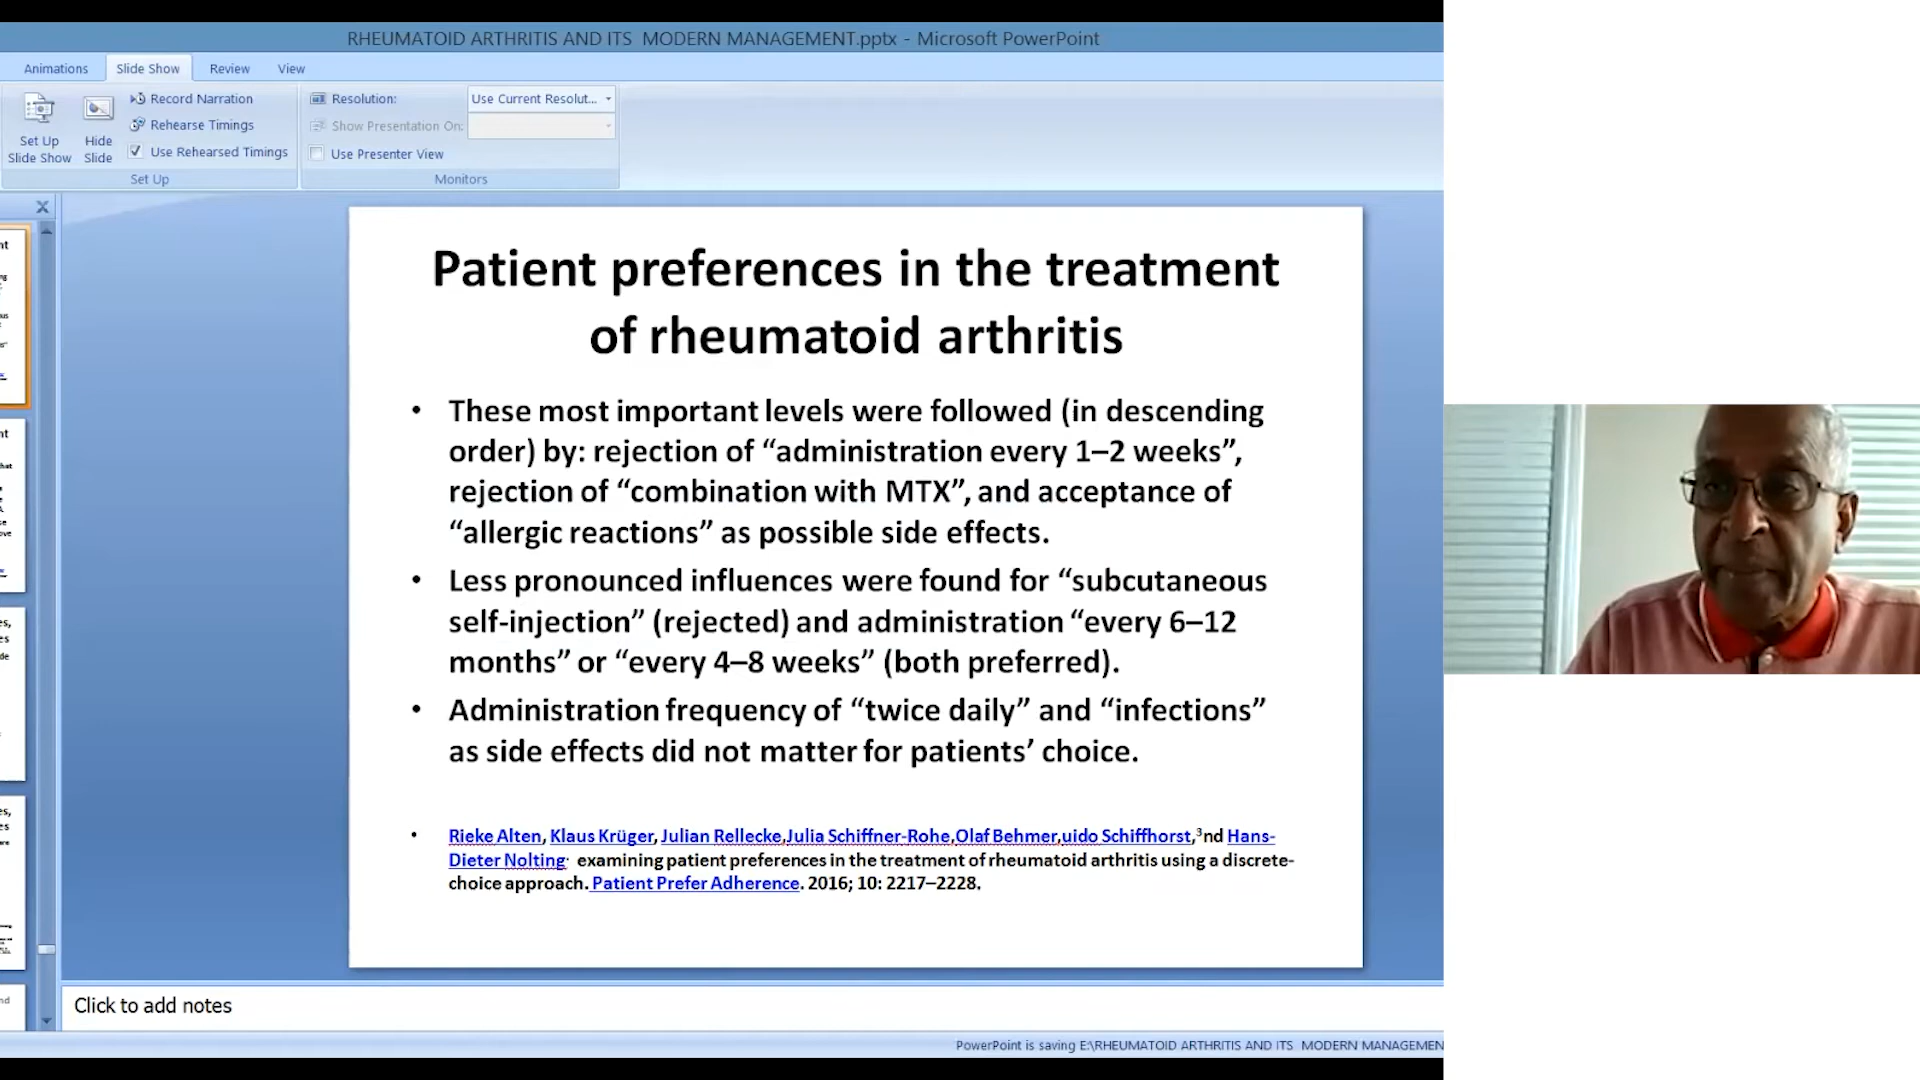 RHEUMATOID ARTHRITIS AND ITS MODERN MANAGEMENT.pptx - Microsoft PowerPoint
Animations Slide Show Review View
Set Up Slide Show
Hide Slide
Record Narration
Rehearse Timings
Use Rehearsed Timings
Set Up
Resolution: Use Current Resolut...
Show Presentation On:
Use Presenter View
Monitors
Patient preferences in the treatment
of rheumatoid arthritis
• These most important levels were followed (in descending
order) by: rejection of “administration every 1–2 weeks”,
rejection of “combination with MTX”, and acceptance of
“allergic reactions” as possible side effects.
• Less pronounced influences were found for “subcutaneous
self-injection” (rejected) and administration “every 6–12
months” or “every 4–8 weeks” (both preferred).
• Administration frequency of “twice daily” and “infections”
as side effects did not matter for patients’ choice.
• Rieke Alten, Klaus Krüger, Julian Rellecke,Julia Schiffner-Rohe,Olaf Behmer,uido Schiffhorst,³nd Hans-
Dieter Nolting· examining patient preferences in the treatment of rheumatoid arthritis using a discrete-
choice approach. Patient Prefer Adherence. 2016; 10: 2217–2228.
Click to add notes
PowerPoint is saving E:\RHEUMATOID ARTHRITIS AND ITS MODERN MANAGEMEN